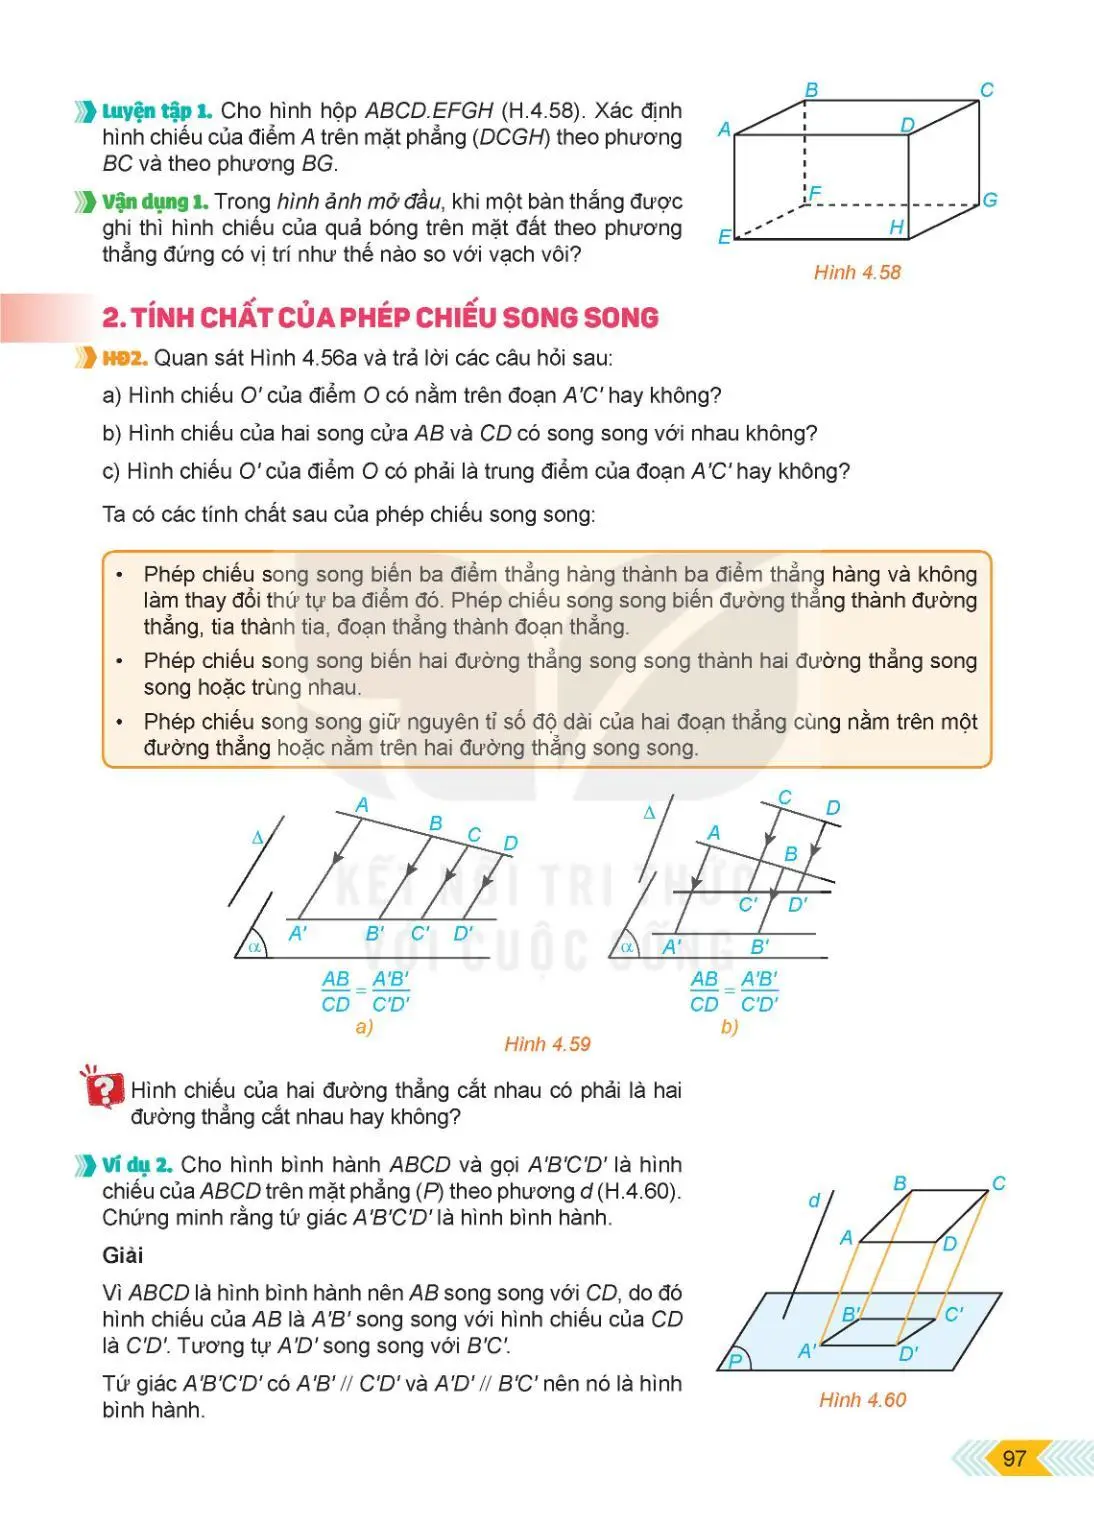 Luyện tập 1. Cho hình hộp ABCD.EFGH (H.4.58). Xác định
hình chiếu của điểm A trên mặt phẳng (DCGH) theo phương
BC và theo phương BG.
Vận dụng 1. Trong hình ảnh mở đầu, khi một bàn thắng được
ghi thì hình chiếu của quả bóng trên mặt đất theo phương
thẳng đứng có vị trí như thế nào so với vạch vôi?
B
C
A
D
F
G
E
H
Hình 4.58
2. TÍNH CHẤT CỦA PHÉP CHIẾU SONG SONG
HĐ2. Quan sát Hình 4.56a và trả lời các câu hỏi sau:
a) Hình chiếu O' của điểm O có nằm trên đoạn A'C' hay không?
b) Hình chiếu của hai song cửa AB và CD có song song với nhau không?
c) Hình chiếu O' của điểm O có phải là trung điểm của đoạn A'C' hay không?
Ta có các tính chất sau của phép chiếu song song:
• Phép chiếu song song biến ba điểm thẳng hàng thành ba điểm thẳng hàng và không
làm thay đổi thứ tự ba điểm đó. Phép chiếu song song biến đường thẳng thành đường
thẳng, tia thành tia, đoạn thẳng thành đoạn thẳng.
• Phép chiếu song song biến hai đường thẳng song song thành hai đường thẳng song
song hoặc trùng nhau.
• Phép chiếu song song giữ nguyên tỉ số độ dài của hai đoạn thẳng cùng nằm trên một
đường thẳng hoặc nằm trên hai đường thẳng song song.
KẾT NỐI TRI THỨC
VỚI CUỘC SỐNG
Δ
A
B
C
D
A'
B'
C'
D'
α
AB/CD = A'B'/C'D'
a)
Δ
C
D
A
B
C'
D'
α
A'
B'
AB/CD = A'B'/C'D'
b)
Hình 4.59
? Hình chiếu của hai đường thẳng cắt nhau có phải là hai
đường thẳng cắt nhau hay không?
Ví dụ 2. Cho hình bình hành ABCD và gọi A'B'C'D' là hình
chiếu của ABCD trên mặt phẳng (P) theo phương d (H.4.60).
Chứng minh rằng tứ giác A'B'C'D' là hình bình hành.
Giải
Vì ABCD là hình bình hành nên AB song song với CD, do đó
hình chiếu của AB là A'B' song song với hình chiếu của CD
là C'D'. Tương tự A'D' song song với B'C'.
Tứ giác A'B'C'D' có A'B' // C'D' và A'D' // B'C' nên nó là hình
bình hành.
d
B
C
A
D
B'
C'
A'
D'
P
Hình 4.60
97